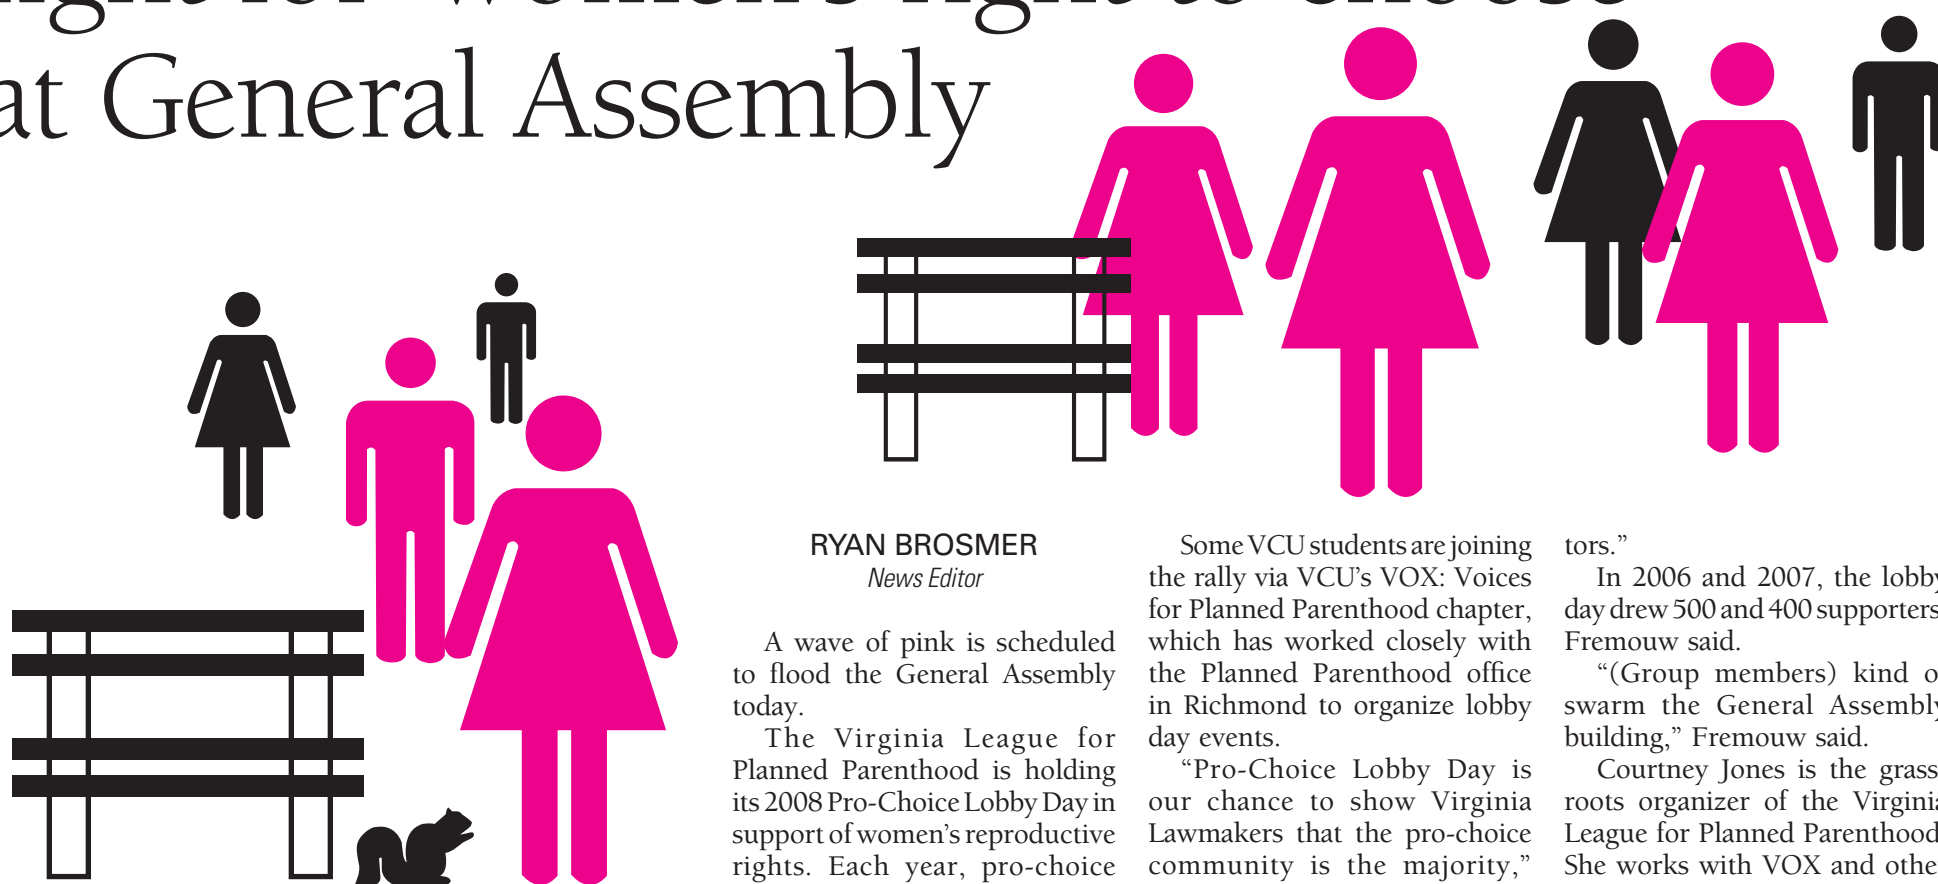 at General Assembly
RYAN BROSMER
News Editor
A wave of pink is scheduled
to flood the General Assembly
today.
The Virginia League for
Planned Parenthood is holding
its 2008 Pro-Choice Lobby Day in
support of women’s reproductive
rights. Each year, pro-choice
Some VCU students are joining
the rally via VCU’s VOX: Voices
for Planned Parenthood chapter,
which has worked closely with
the Planned Parenthood office
in Richmond to organize lobby
day events.
“Pro-Choice Lobby Day is
our chance to show Virginia
Lawmakers that the pro-choice
community is the majority,”
tors.”
In 2006 and 2007, the lobby
day drew 500 and 400 supporters
Fremouw said.
“(Group members) kind
swarm the General Assembly
building,” Fremouw said.
Courtney Jones is the grass
roots organizer of the Virginia
League for Planned Parenthood
She works with VOX and other